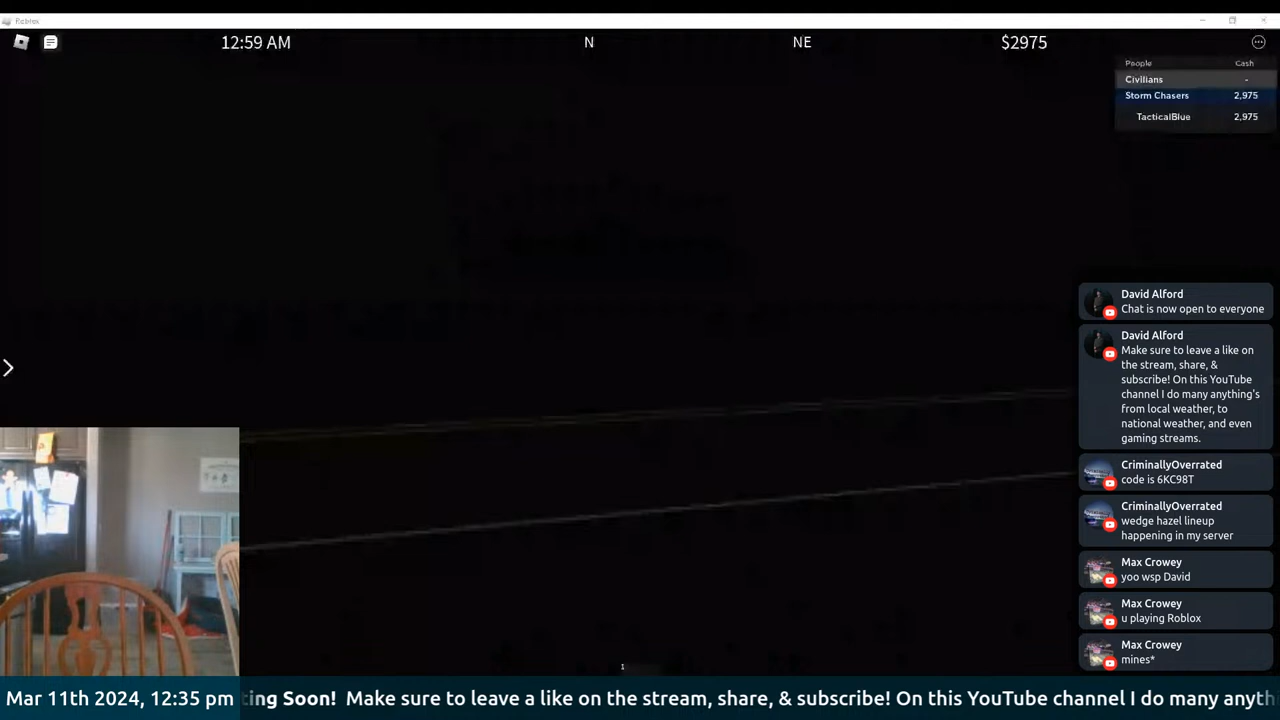 Roblox
12:59 AM
N
NE
$2975
People Cash
Civilians -
Storm Chasers 2,975
TacticalBlue 2,975
David Alford
Chat is now open to everyone
David Alford
Make sure to leave a like on
the stream, share, &
subscribe! On this YouTube
channel I do many anything's
from local weather, to
national weather, and even
gaming streams.
CriminallyOverrated
code is 6KC98T
CriminallyOverrated
wedge hazel lineup
happening in my server
Max Crowey
yoo wsp David
Max Crowey
u playing Roblox
Max Crowey
mines*
1
Mar 11th 2024, 12:35 pm
ting Soon! Make sure to leave a like on the stream, share, & subscribe! On this YouTube channel I do many anyth